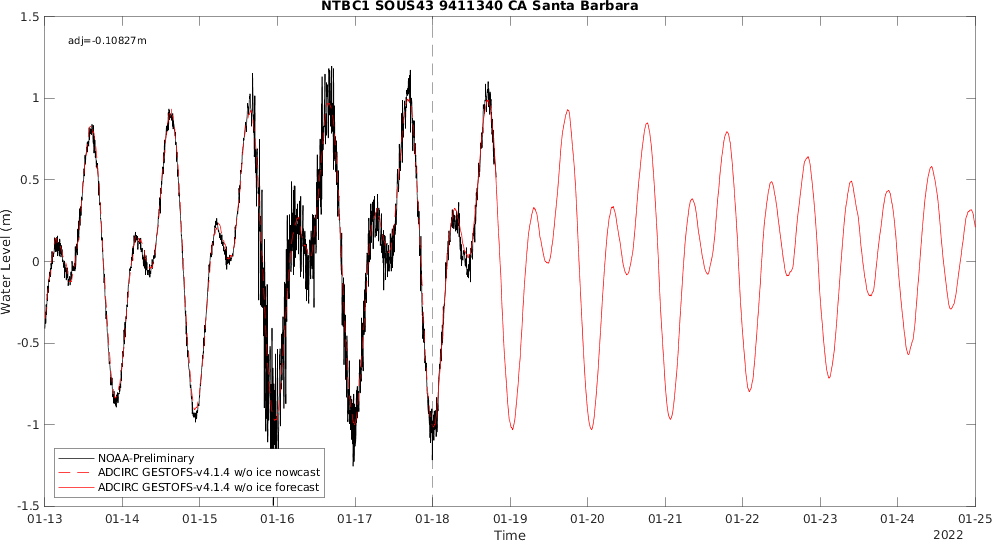 NTBC1 SOUS43 9411340 CA Santa Barbara
adj=-0.10827m
1.5
1
0.5
0
-0.5
-1
-1.5
Water Level (m)
NOAA-Preliminary
ADCIRC GESTOFS-v4.1.4 w/o ice nowcast
ADCIRC GESTOFS-v4.1.4 w/o ice forecast
01-13 01-14 01-15 01-16 01-17 01-18 01-19 01-20 01-21 01-22 01-23 01-24 01-25
Time
2022